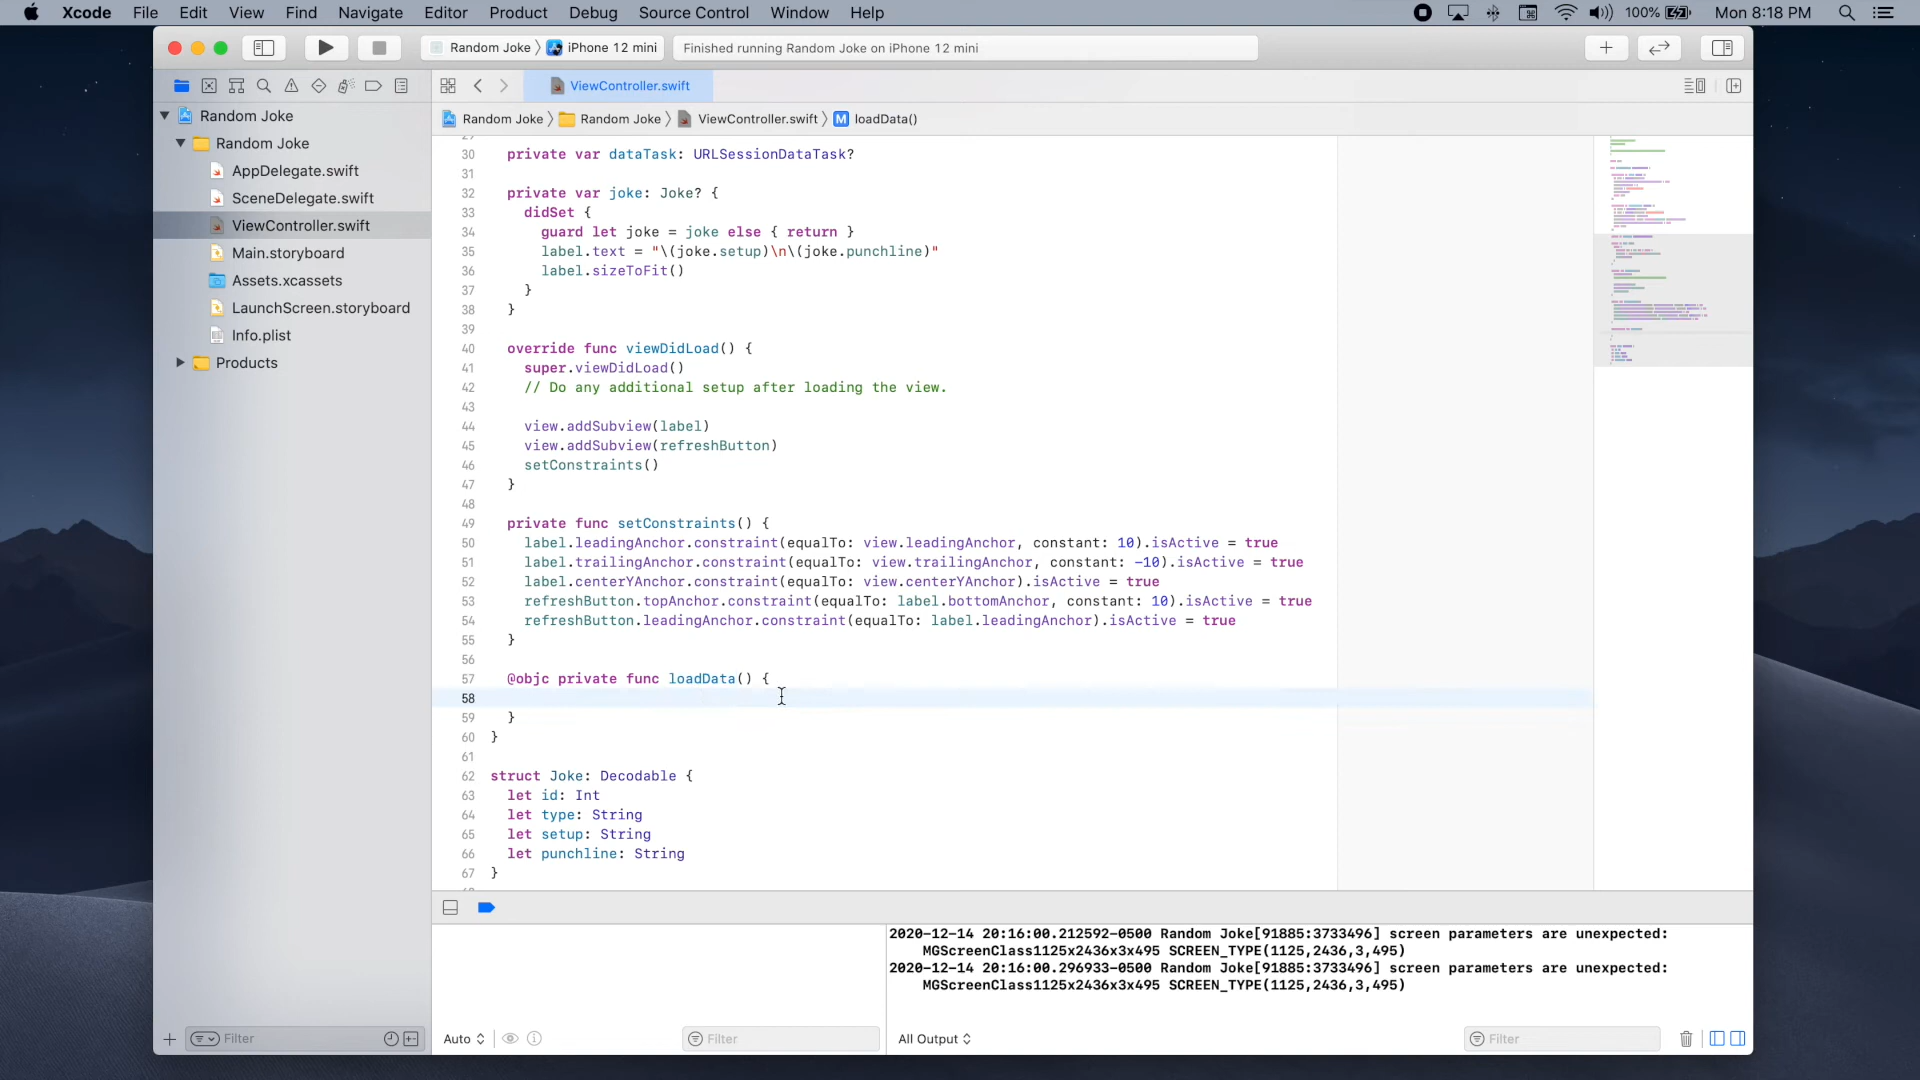 Xcode File Edit View Find Navigate Editor Product Debug Source Control Window Help 100% Mon 8:18 PM
Random Joke iPhone 12 mini Finished running Random Joke on iPhone 12 mini
ViewController.swift
Random Joke Random Joke ViewController.swift M loadData()
Random Joke
Random Joke
AppDelegate.swift
SceneDelegate.swift
ViewController.swift
Main.storyboard
Assets.xcassets
LaunchScreen.storyboard
Info.plist
Products
Filter
30 private var dataTask: URLSessionDataTask?
31
32 private var joke: Joke? {
33 didSet {
34 guard let joke = joke else { return }
35 label.text = "\(joke.setup)\n\(joke.punchline)"
36 label.sizeToFit()
37 }
38 }
39
40 override func viewDidLoad() {
41 super.viewDidLoad()
42 // Do any additional setup after loading the view.
43
44 view.addSubview(label)
45 view.addSubview(refreshButton)
46 setConstraints()
47 }
48
49 private func setConstraints() {
50 label.leadingAnchor.constraint(equalTo: view.leadingAnchor, constant: 10).isActive = true
51 label.trailingAnchor.constraint(equalTo: view.trailingAnchor, constant: -10).isActive = true
52 label.centerYAnchor.constraint(equalTo: view.centerYAnchor).isActive = true
53 refreshButton.topAnchor.constraint(equalTo: label.bottomAnchor, constant: 10).isActive = true
54 refreshButton.leadingAnchor.constraint(equalTo: label.leadingAnchor).isActive = true
55 }
56
57 @objc private func loadData() {
58
59 }
60 }
61
62 struct Joke: Decodable {
63 let id: Int
64 let type: String
65 let setup: String
66 let punchline: String
67 }
2020-12-14 20:16:00.212592-0500 Random Joke[91885:3733496] screen parameters are unexpected:
MGScreenClass1125x2436x3x495 SCREEN_TYPE(1125,2436,3,495)
2020-12-14 20:16:00.296933-0500 Random Joke[91885:3733496] screen parameters are unexpected:
MGScreenClass1125x2436x3x495 SCREEN_TYPE(1125,2436,3,495)
Auto Filter All Output Filter